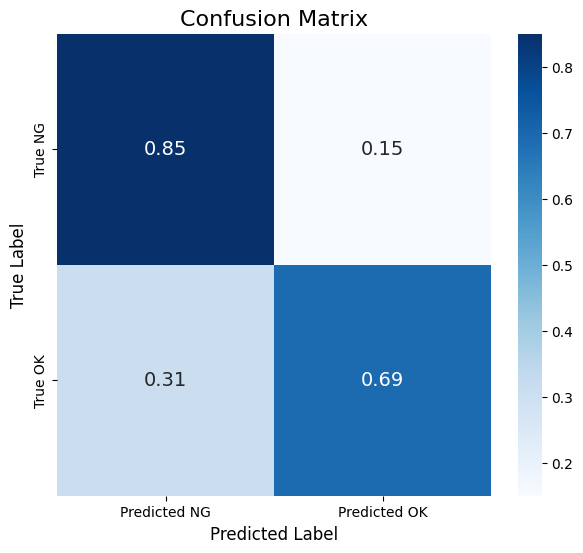 Confusion Matrix
True Label
True NG
0.85
0.15
True OK
0.31
0.69
Predicted NG
Predicted OK
Predicted Label
0.8
0.7
0.6
0.5
0.4
0.3
0.2